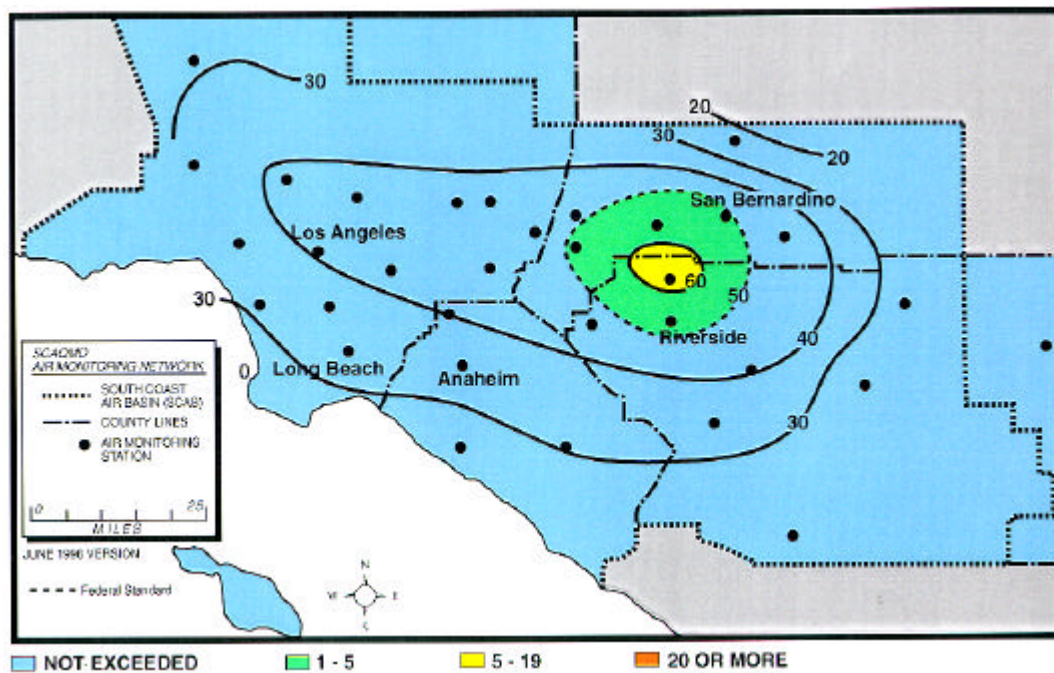 30
20
30
20
San Bernardino
Los Angeles
60
50
30
Riverside
40
Long Beach
0
Anaheim
30
SCAQMD
AIR MONITORING NETWORK
SOUTH COAST
AIR BASIN (SCAB)
COUNTY LINES
AIR MONITORING
STATION
0 25
MILES
JUNE 1996 VERSION
Federal Standard
N
W E
S
NOT EXCEEDED 1 - 5 5 - 19 20 OR MORE